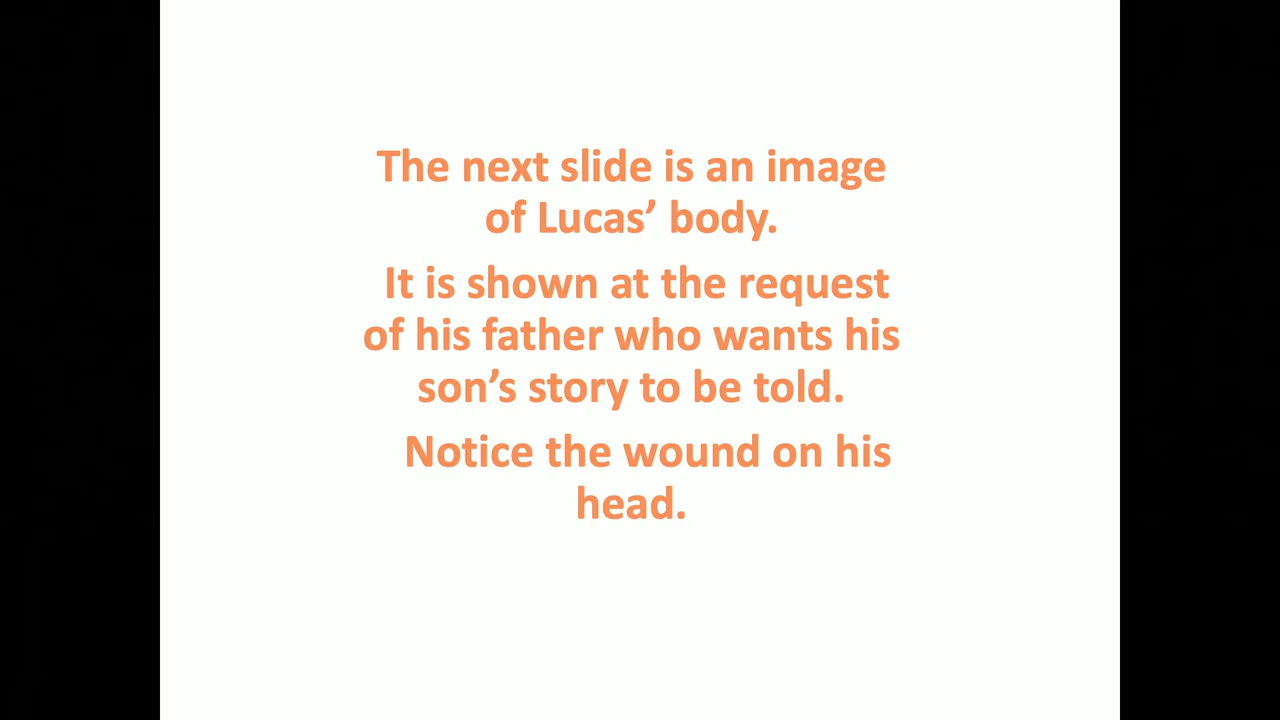 The next slide is an image
of Lucas’ body.
It is shown at the request
of his father who wants his
son’s story to be told.
Notice the wound on his
head.